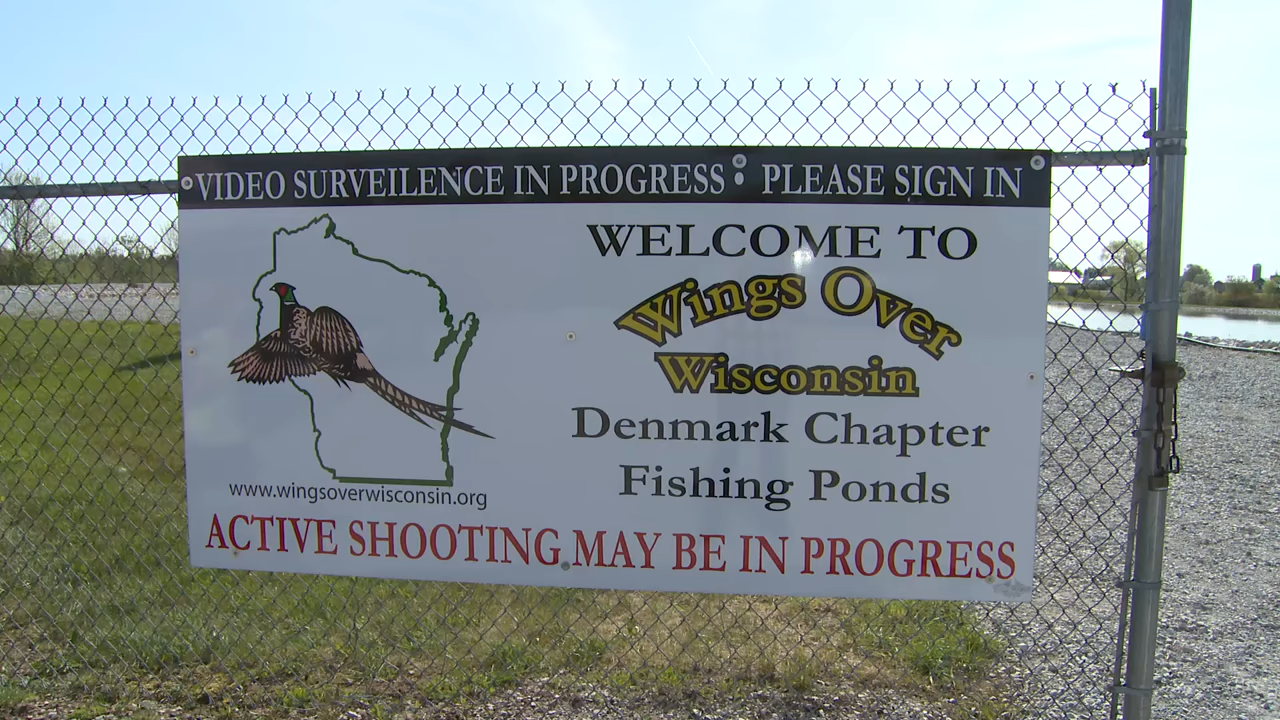 VIDEO SURVEILENCE IN PROGRESS : PLEASE SIGN IN
WELCOME TO
Wings Over
Wisconsin
Denmark Chapter
Fishing Ponds
www.wingsoverwisconsin.org
ACTIVE SHOOTING MAY BE IN PROGRESS